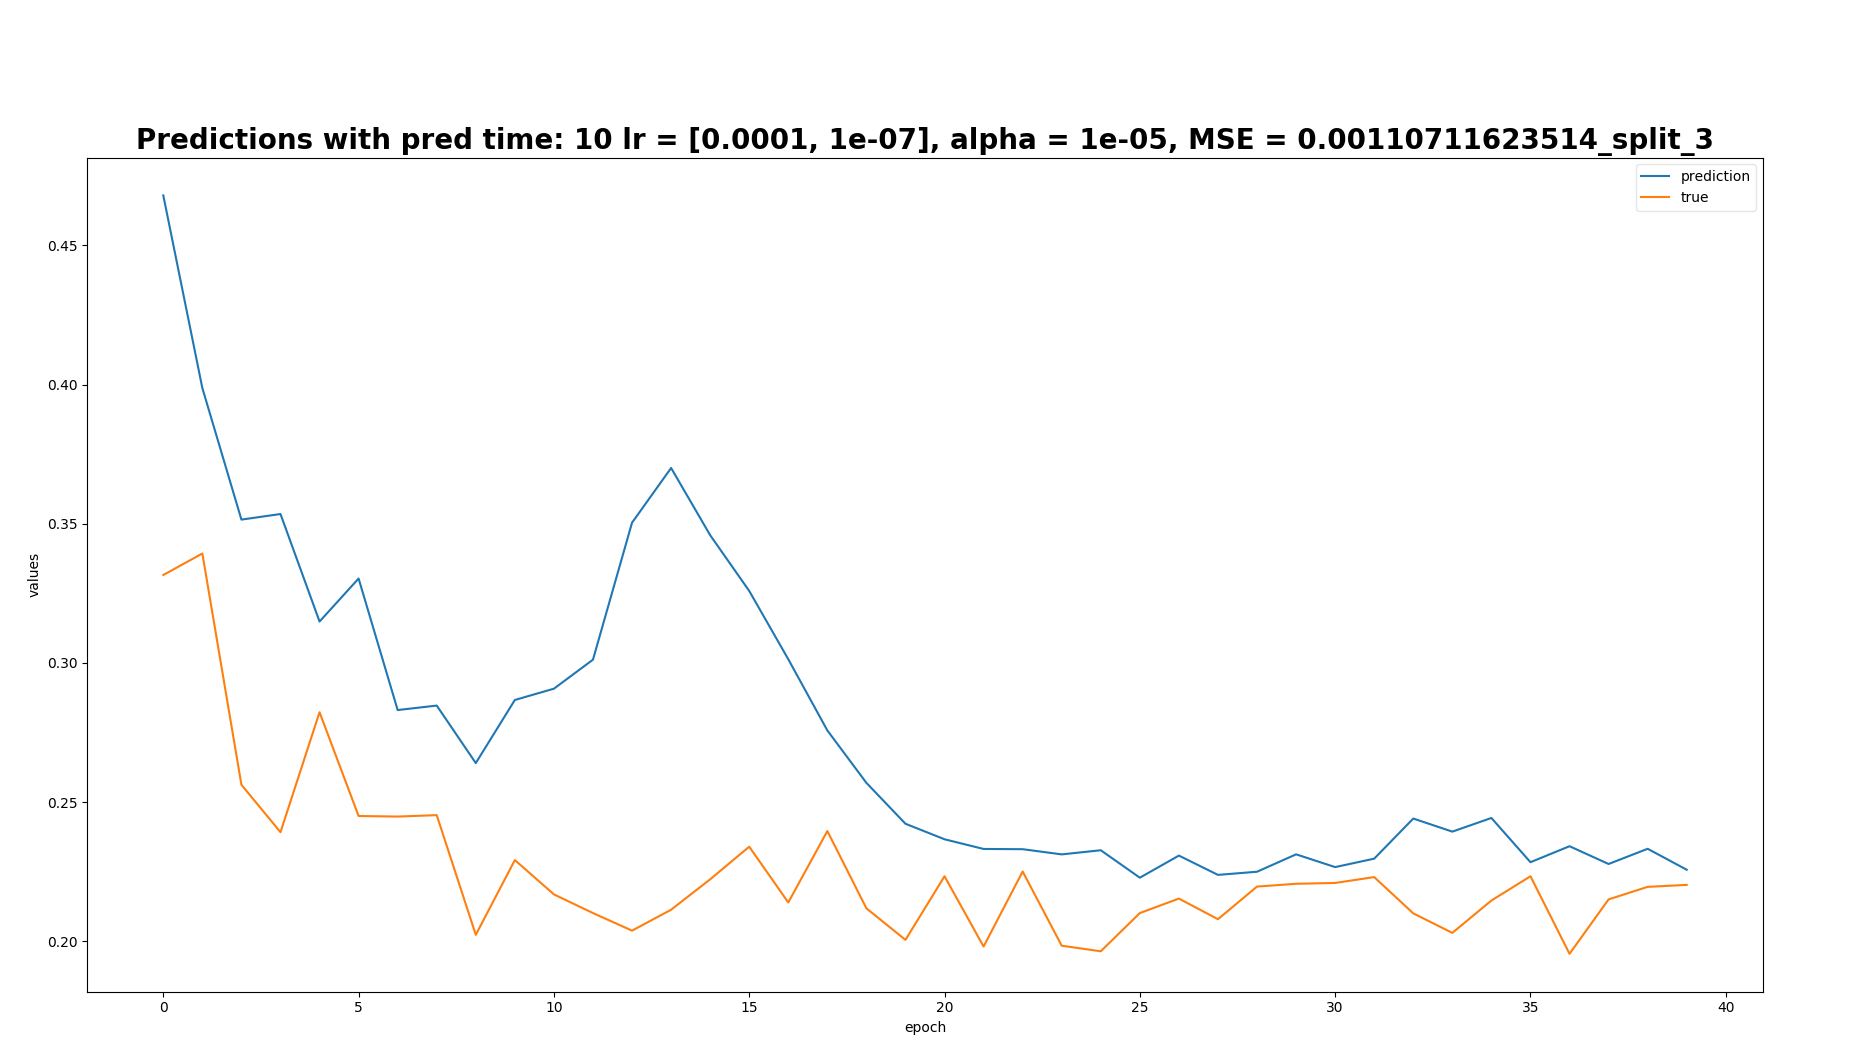 Predictions with pred time: 10 lr = [0.0001, 1e-07], alpha = 1e-05, MSE = 0.00110711623514_split_3
prediction
true
0.45
0.40
0.35
0.30
0.25
0.20
values
0 5 10 15 20 25 30 35 40
epoch